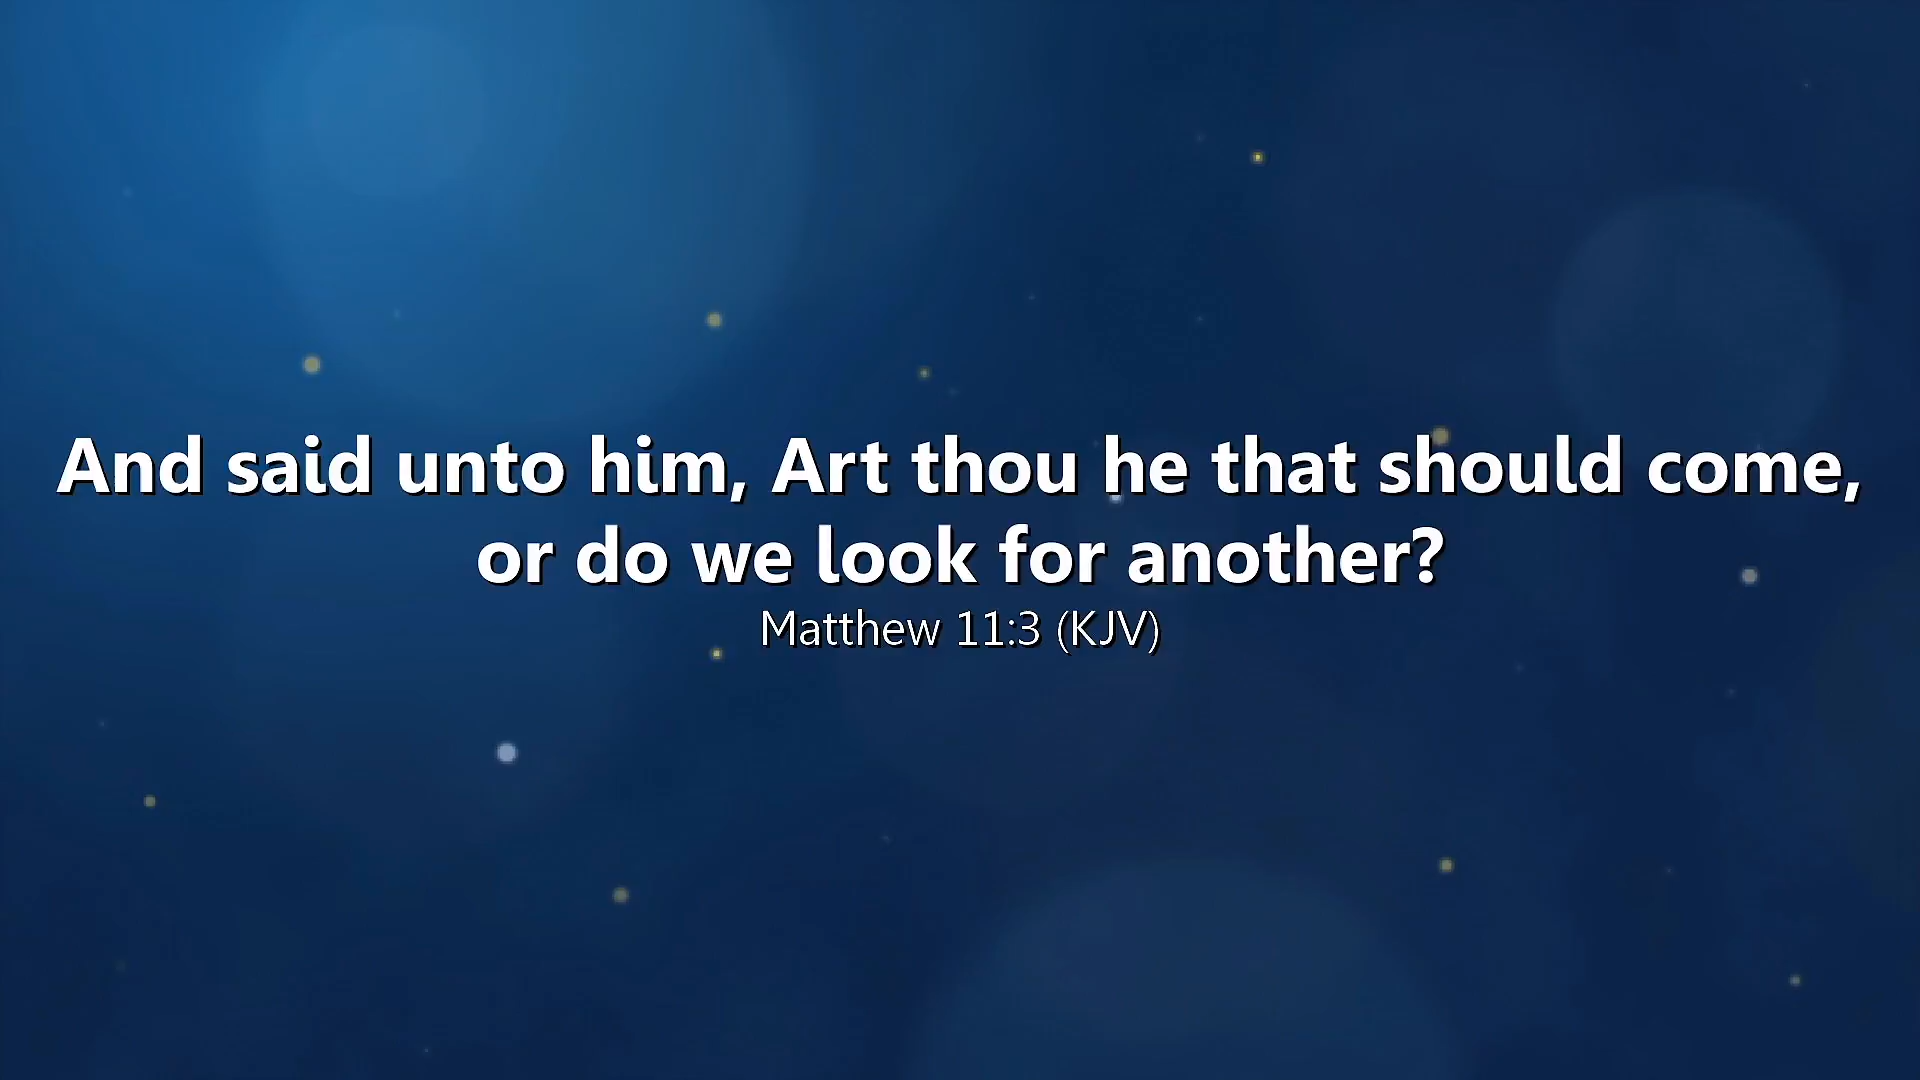 And said unto him, Art thou he that should come,
or do we look for another?
Matthew 11:3 (KJV)